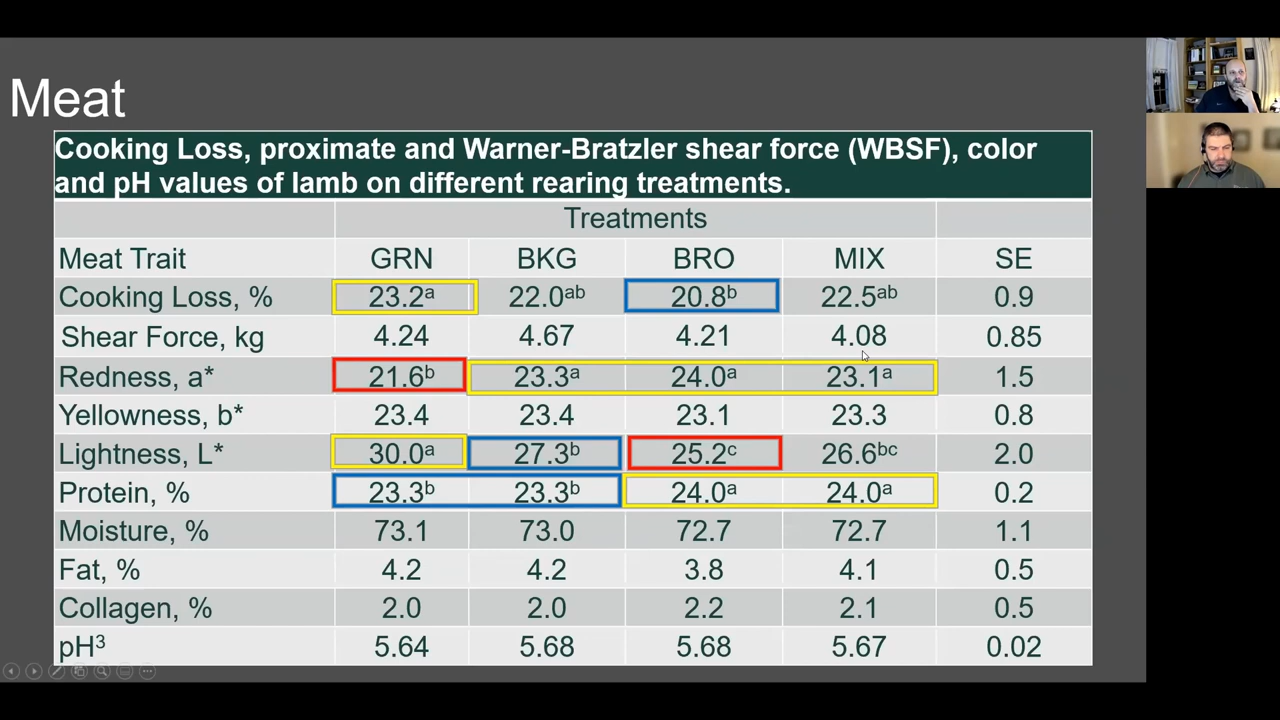 Meat
Cooking Loss, proximate and Warner-Bratzler shear force (WBSF), color
and pH values of lamb on different rearing treatments.
Treatments
Meat Trait GRN BKG BRO MIX SE
Cooking Loss, % 23.2ᵃ 22.0ᵃᵇ 20.8ᵇ 22.5ᵃᵇ 0.9
Shear Force, kg 4.24 4.67 4.21 4.08 0.85
Redness, a* 21.6ᵇ 23.3ᵃ 24.0ᵃ 23.1ᵃ 1.5
Yellowness, b* 23.4 23.4 23.1 23.3 0.8
Lightness, L* 30.0ᵃ 27.3ᵇ 25.2ᶜ 26.6ᵇᶜ 2.0
Protein, % 23.3ᵇ 23.3ᵇ 24.0ᵃ 24.0ᵃ 0.2
Moisture, % 73.1 73.0 72.7 72.7 1.1
Fat, % 4.2 4.2 3.8 4.1 0.5
Collagen, % 2.0 2.0 2.2 2.1 0.5
pH³ 5.64 5.68 5.68 5.67 0.02